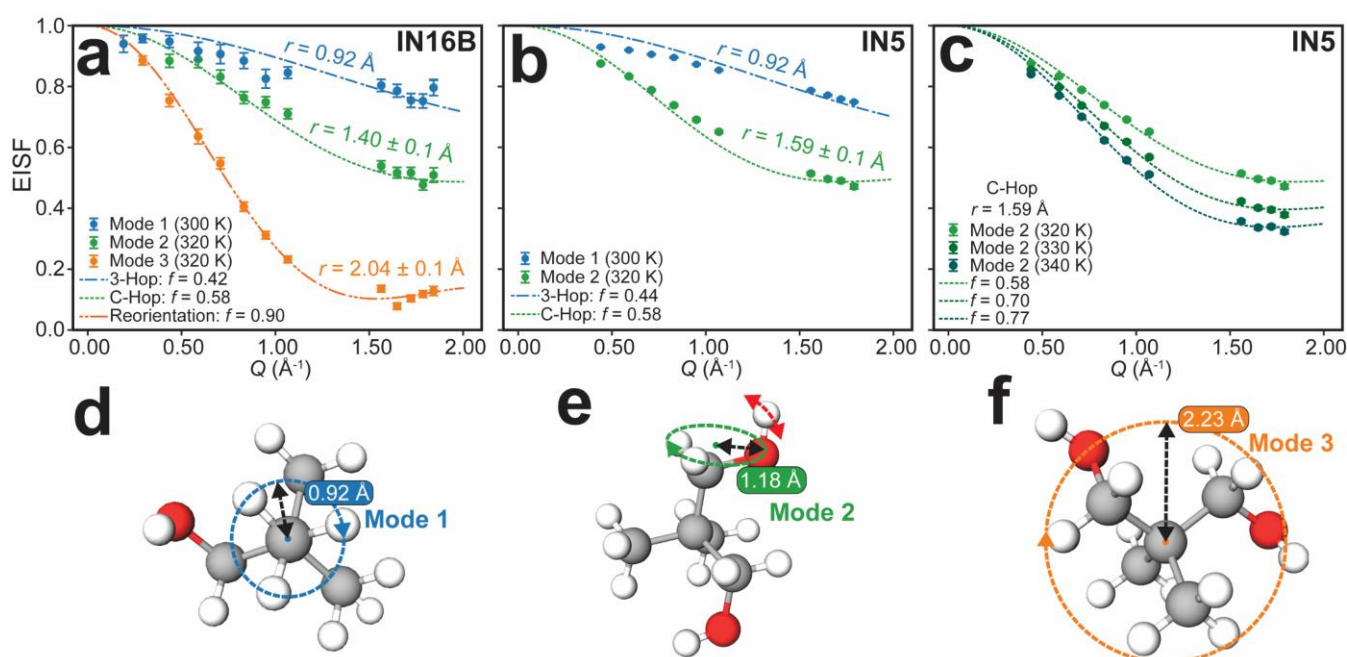 a
IN16B
EISF
1.0
0.8
0.6
0.4
0.2
0.0
r = 0.92 Å
r = 1.40 ± 0.1 Å
r = 2.04 ± 0.1 Å
Mode 1 (300 K)
Mode 2 (320 K)
Mode 3 (320 K)
3-Hop: f = 0.42
C-Hop: f = 0.58
Reorientation: f = 0.90
0.00 0.50 1.00 1.50 2.00
Q (Å⁻¹)
b
IN5
r = 0.92 Å
r = 1.59 ± 0.1 Å
Mode 1 (300 K)
Mode 2 (320 K)
3-Hop: f = 0.44
C-Hop: f = 0.58
0.00 0.50 1.00 1.50 2.00
Q (Å⁻¹)
c
IN5
C-Hop
r = 1.59 Å
Mode 2 (320 K)
Mode 2 (330 K)
Mode 2 (340 K)
f = 0.58
f = 0.70
f = 0.77
0.00 0.50 1.00 1.50 2.00
Q (Å⁻¹)
d
0.92 Å
Mode 1
e
1.18 Å
Mode 2
f
2.23 Å
Mode 3